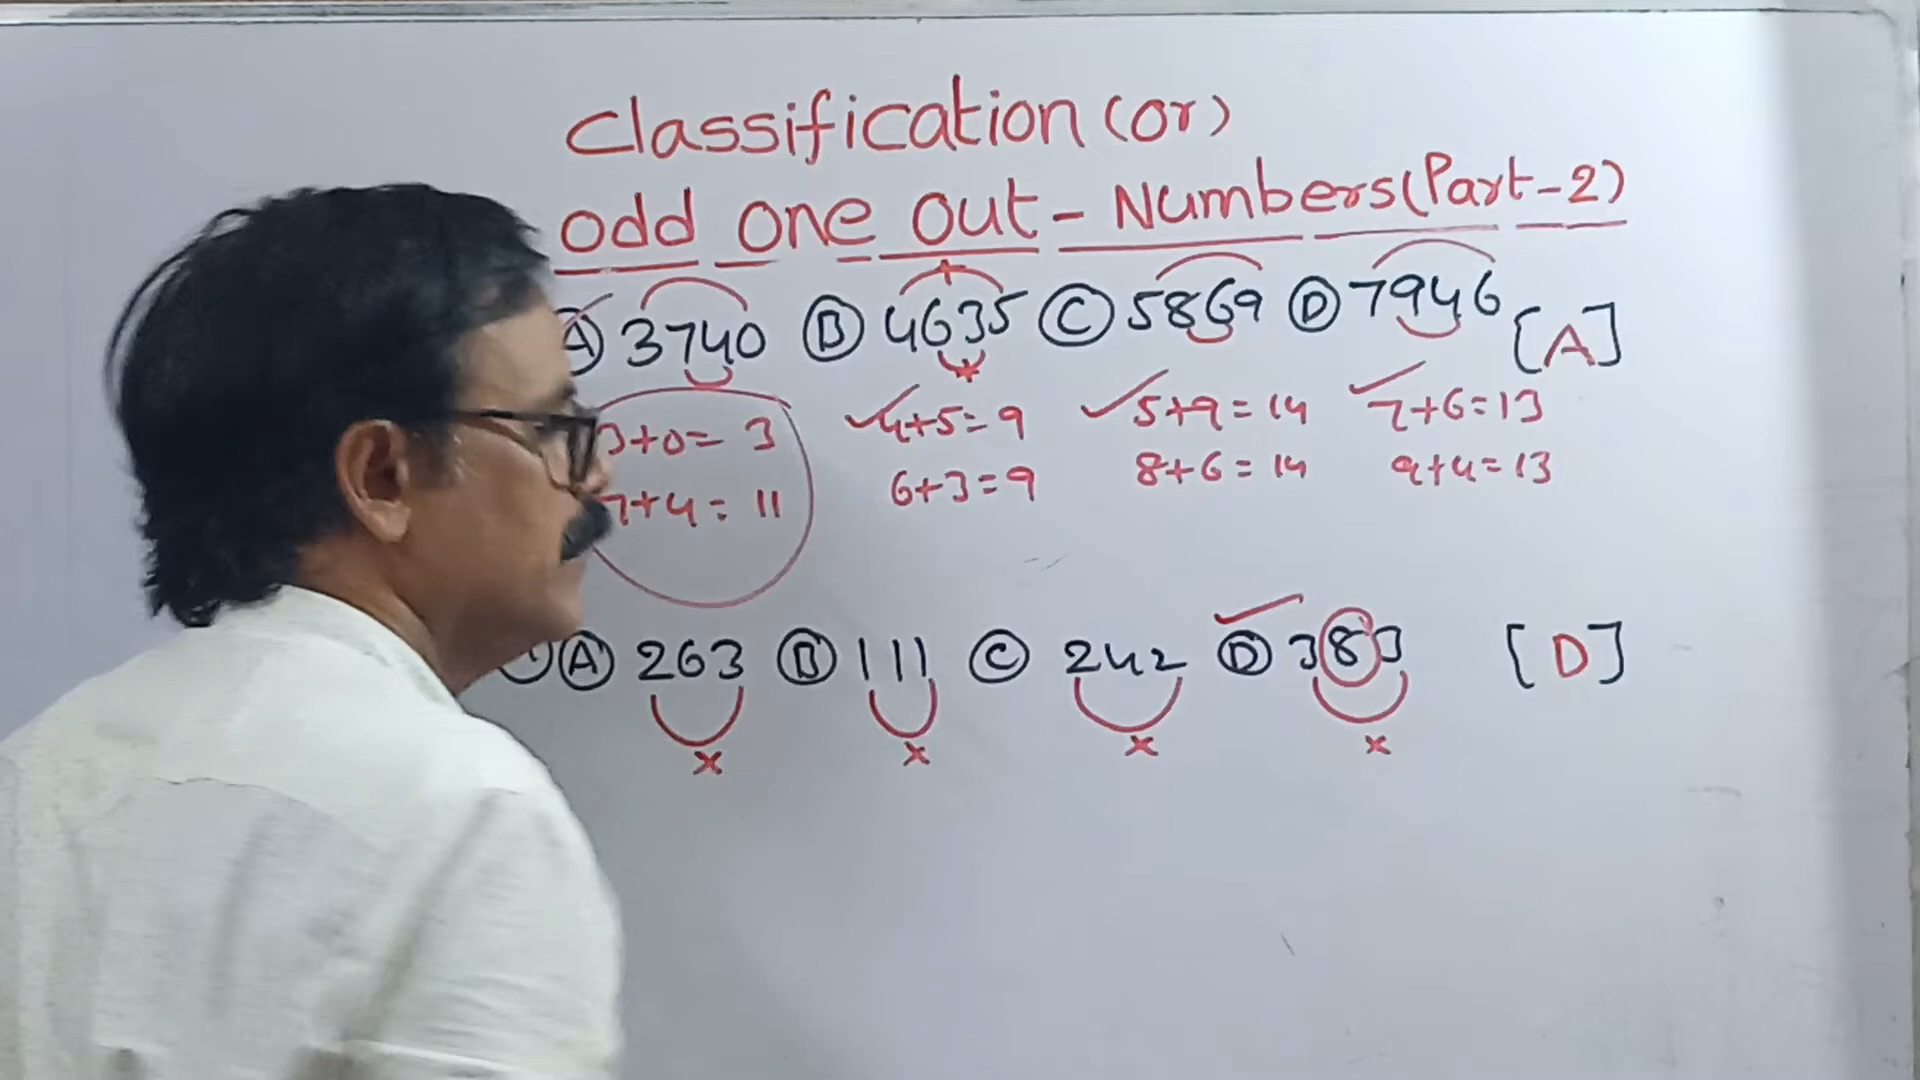 Classification (or)
odd one out - Numbers (Part-2)
A) 3740 B 4635 C 5869 D 7946 [A]
3+0= 3 4+5=9 5+9=14 7+6=13
7+4= 11 6+3=9 8+6=14 9+4=13
A 263 B 111 C 242 D 383 [D]
x x x x